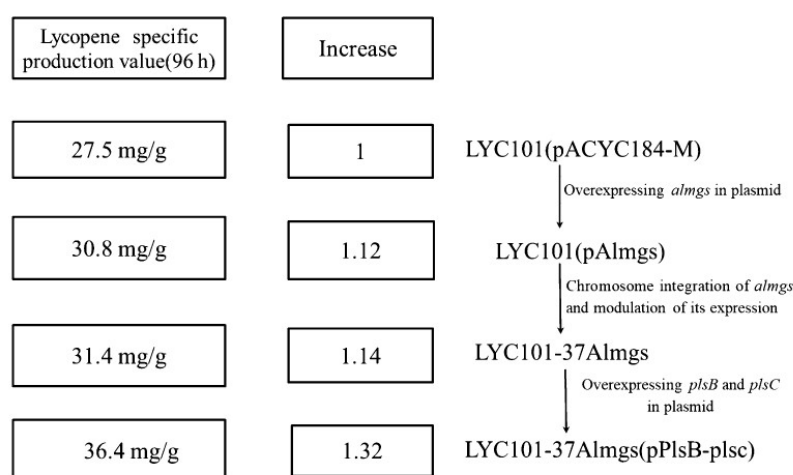 Lycopene specific
production value(96 h)
Increase
27.5 mg/g
1
LYC101(pACYC184-M)
Overexpressing almgs in plasmid
30.8 mg/g
1.12
LYC101(pAlmgs)
Chromosome integration of almgs
and modulation of its expression
31.4 mg/g
1.14
LYC101-37Almgs
Overexpressing plsB and plsC
in plasmid
36.4 mg/g
1.32
LYC101-37Almgs(pPlsB-plsc)